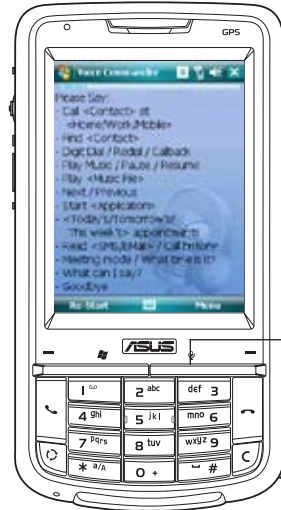 GPS
Voice Commander
Please Say:
- Call <Contact> at
<Home/Work/Mobile>
- Find <Contact>
- Digit Dial / Redial / Callback
- Play Music / Pause / Resume
- Play <Music File>
- Next / Previous
- Start <Application>
- <Today's/Tomorrow's/
This week's> appointments
- Read <SMS/EMail> / Call history
- Meeting mode / What time is it?
- What can I say?
- Goodbye
Re-Start Menu
ASUS
1 2 abc def 3
4 ghi 5 jkl mno 6
7 pqrs 8 tuv wxyz 9
* a/A 0 + #
C